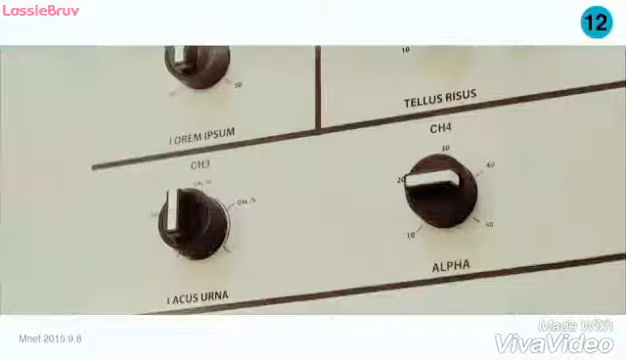 LassieBruv
12
10
50
TELLUS RISUS
LOREM IPSUM
CH4
CH3
30
40
20
50
10
ALPHA
LACUS URNA
Mnet 2015.9.8
Made With
VivaVideo